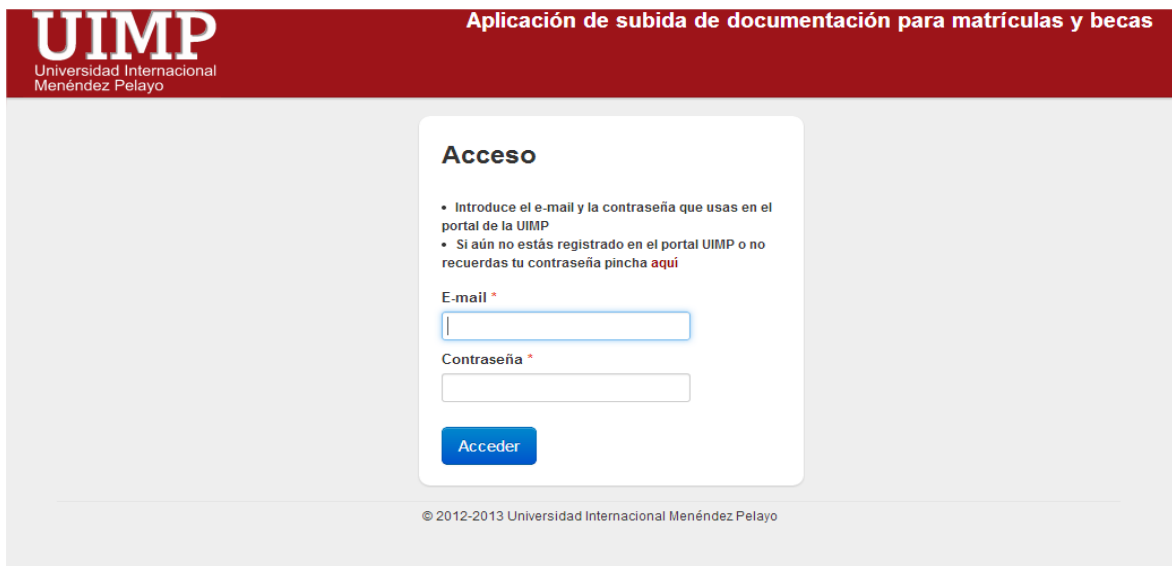 UIMP
Universidad Internacional
Menéndez Pelayo
Aplicación de subida de documentación para matrículas y becas
Acceso
• Introduce el e-mail y la contraseña que usas en el
portal de la UIMP
• Si aún no estás registrado en el portal UIMP o no
recuerdas tu contraseña pincha aquí
E-mail *
Contraseña *
Acceder
© 2012-2013 Universidad Internacional Menéndez Pelayo